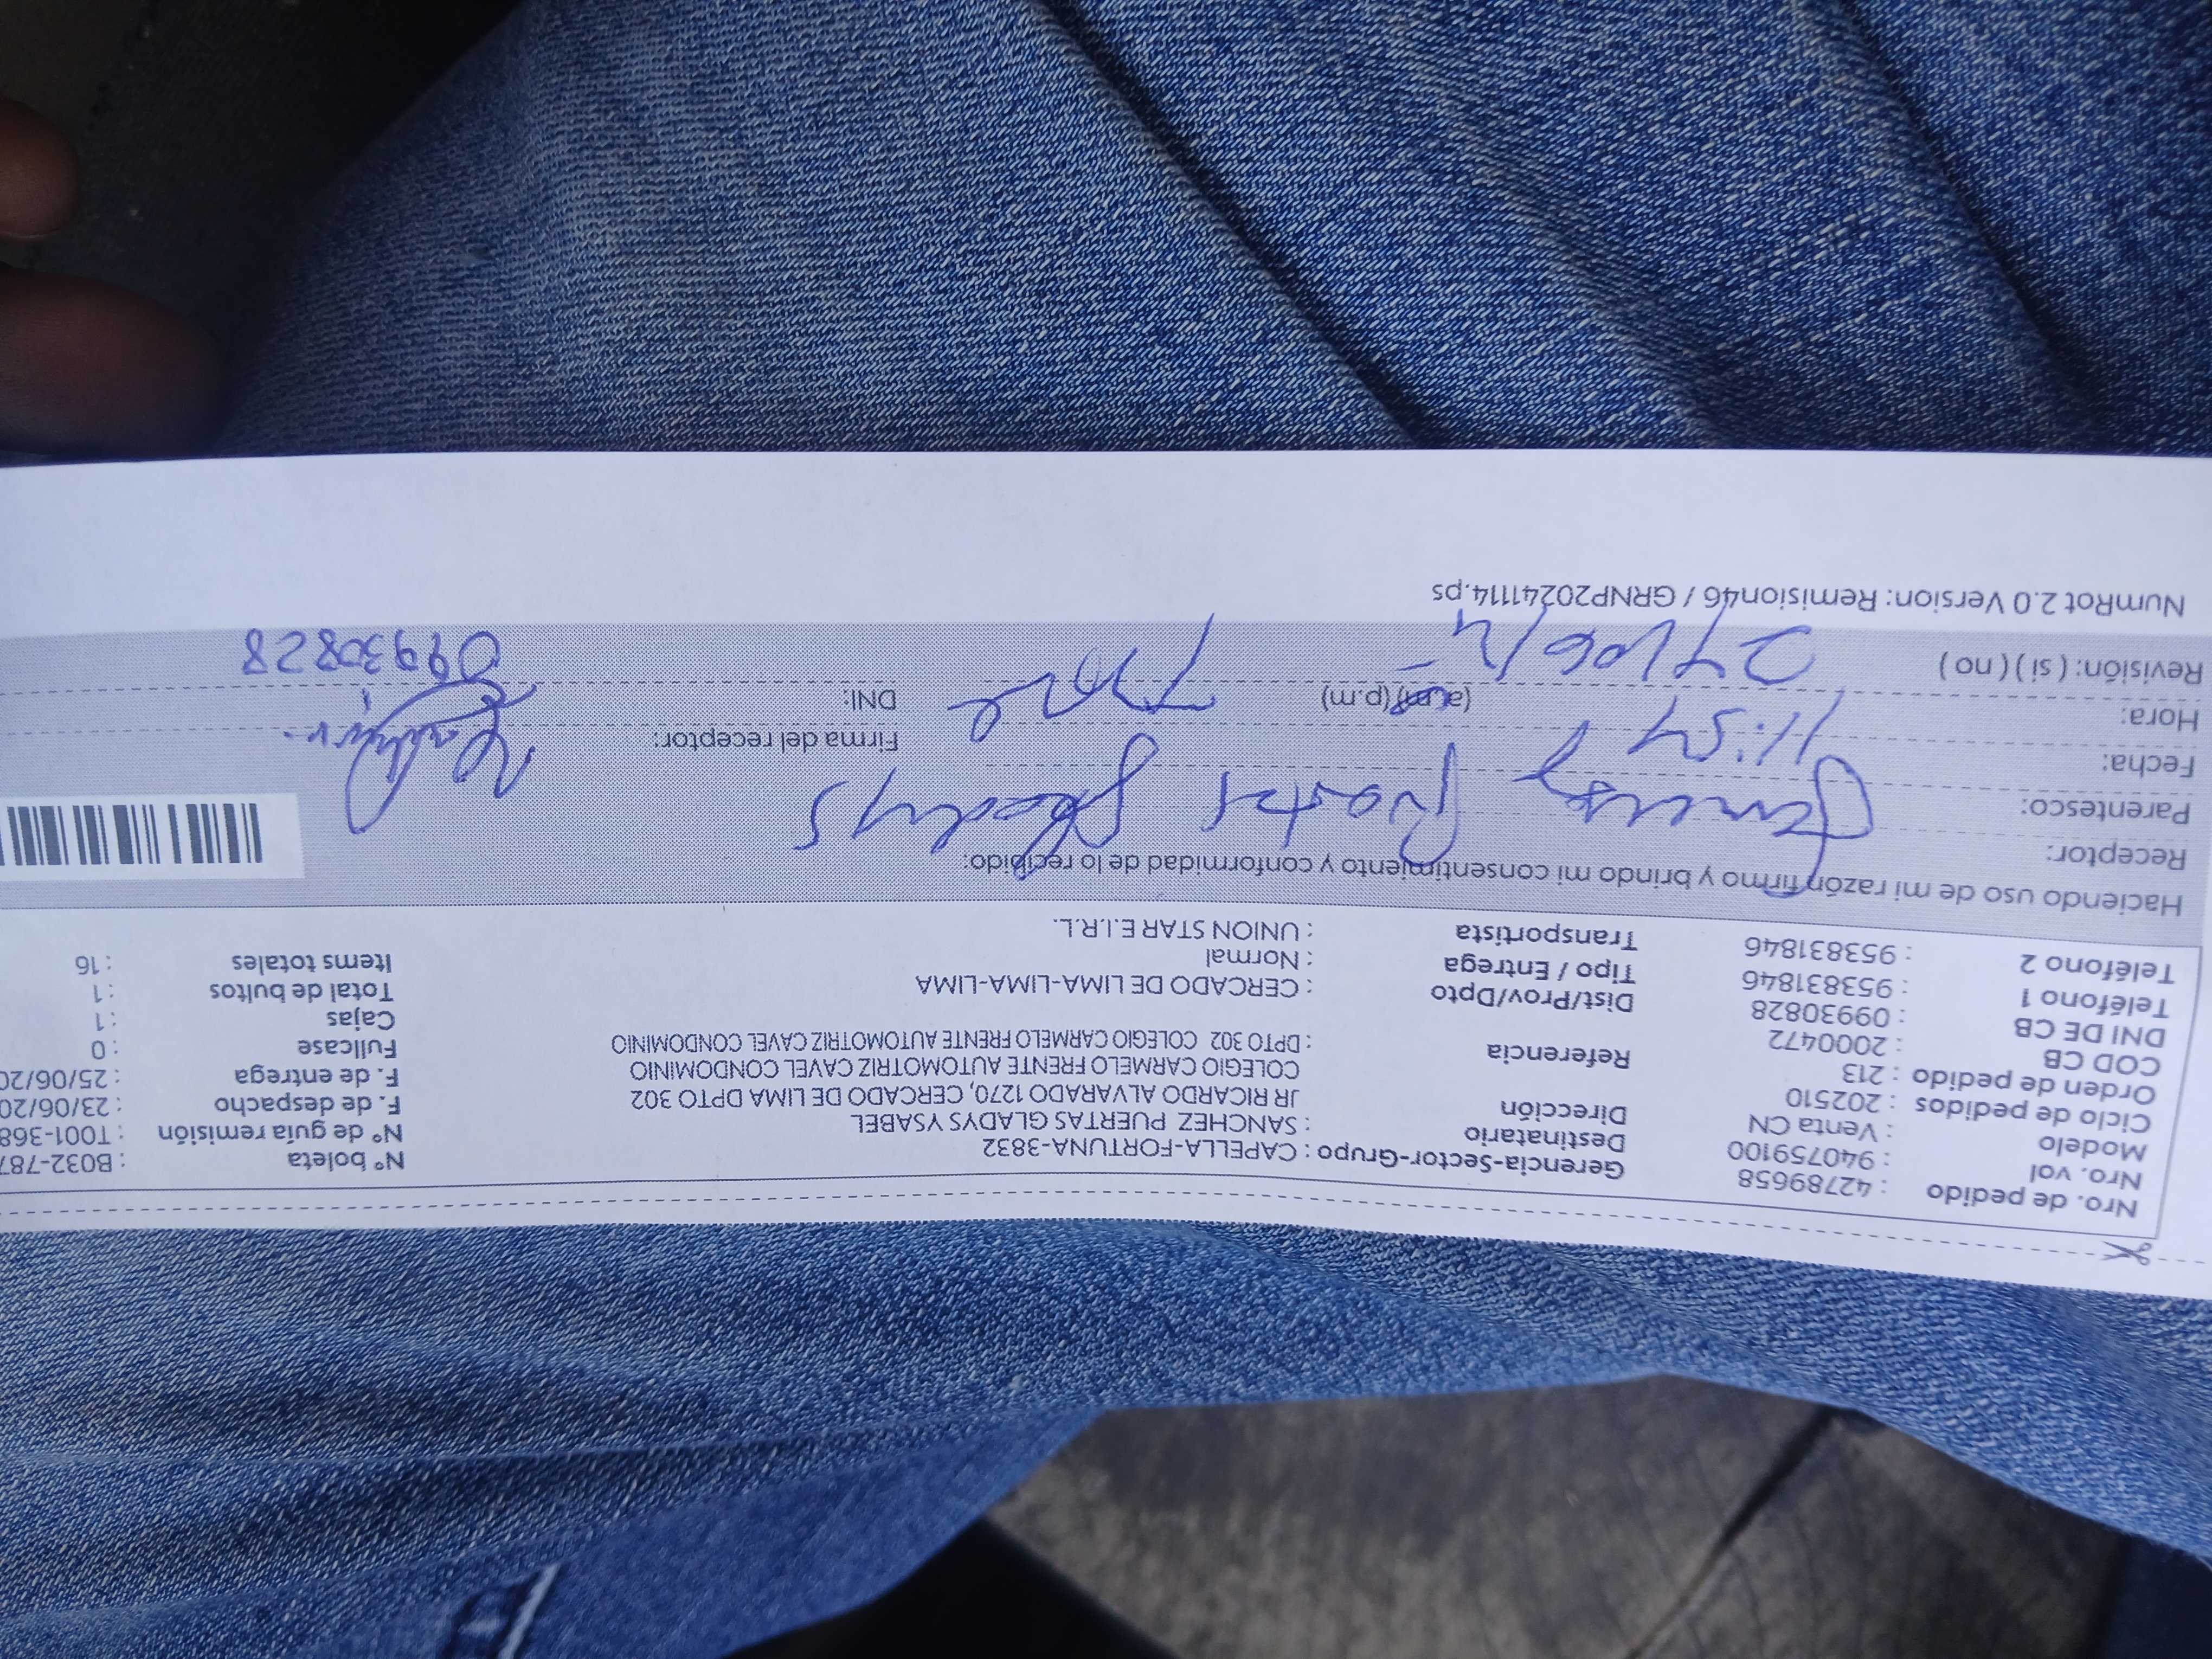 Nro. de pedido : 42789658 Gerencia-Sector-Grupo : CAPELLA-FORTUNA-3832 N° boleta : B032-787
Nro. vol : 940759100 Destinatario : SANCHEZ PUERTAS GLADYS YSABEL N° de guía remisión : T001-368
Modelo : Venta CN Dirección JR RICARDO ALVARADO 1270, CERCADO DE LIMA DPTO 302 F. de despacho : 23/06/20
Ciclo de pedidos : 202510 COLEGIO CARMELO FRENTE AUTOMOTRIZ CAVEL CONDOMINIO F. de entrega : 25/06/20
Orden de pedido : 213 Referencia : DPTO 302 COLEGIO CARMELO FRENTE AUTOMOTRIZ CAVEL CONDOMINIO Fullcase : 0
COD CB : 2000472 Cajas : 1
DNI DE CB : 09930828 Dist/Prov/Dpto : CERCADO DE LIMA-LIMA-LIMA Total de bultos : 1
Teléfono 1 : 953831846 Tipo / Entrega : Normal Items totales : 16
Teléfono 2 : 953831846 Transportista : UNION STAR E.I.R.L.
Haciendo uso de mi razón firmo y brindo mi consentimiento y conformidad de lo recibido:
Receptor:
Parentesco: Gladys
Fecha: 11:54 Firma del receptor:
Hora: (a.m) (p.m) DNI: 09930828
Revisión: ( si ) ( no )
NumRot 2.0 Version: Remision46 / GRNP20241114.ps